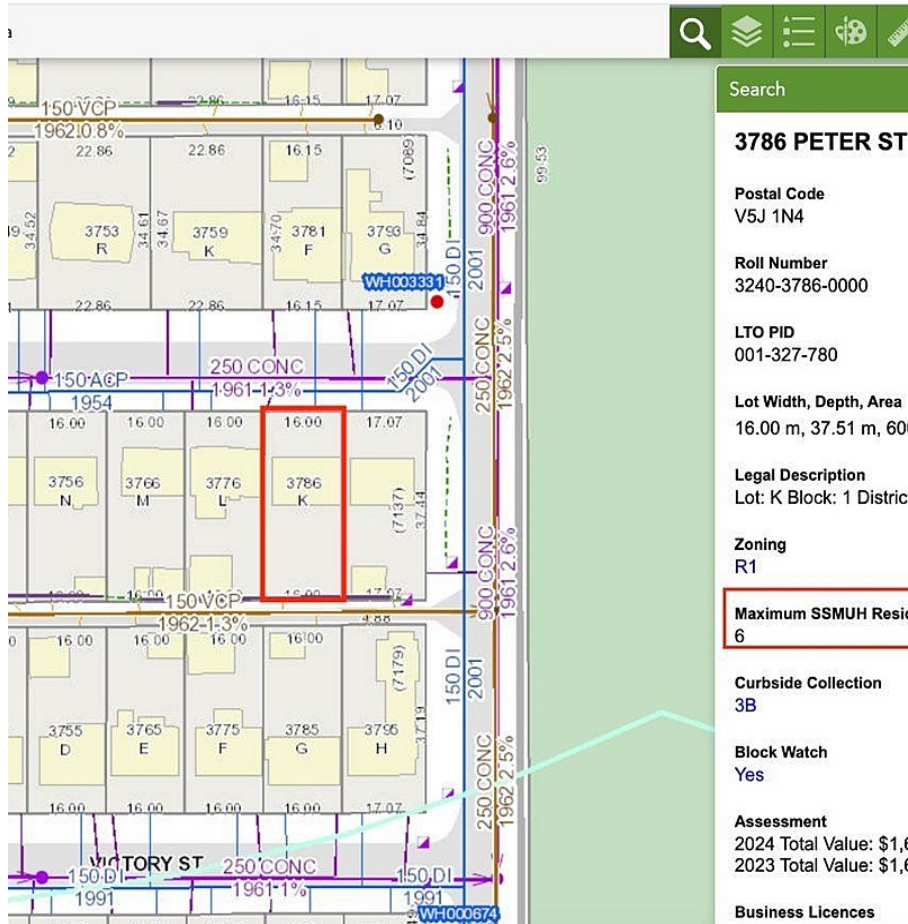 150 VCP
1962 0.8%
22.86
16.15
17.07
6.10
22.86
22.86
16.15
(7089)
900 CONC
1961 2.6%
99.53
34.52
3753
R
34.61
34.67
3759
K
34.70
3781
F
3793
G
34.84
WH003331
150 DI
2001
22.86
22.86
16.15
17.07
250 CONC
1961 1.3%
150 ACP
1954
150 DI
2001
250 CONC
1962 2.5%
16.00
16.00
16.00
16.00
17.07
3756
N
3766
M
3776
L
3786
K
(7137)
37.44
900 CONC
1961 2.6%
16.00
16.00
16.00
17.07
150 VCP
1962 1.3%
4.88
16.00
16.00
16.00
(7179)
150 DI
2001
3755
D
3765
E
3775
F
3785
G
3795
H
37.19
16.00
16.00
16.00
16.00
17.07
250 CONC
1962 2.5%
VICTORY ST
150 DI
1991
250 CONC
1961 1%
150 DI
1991
WH000674
Search
3786 PETER ST
Postal Code
V5J 1N4
Roll Number
3240-3786-0000
LTO PID
001-327-780
Lot Width, Depth, Area
16.00 m, 37.51 m, 60
Legal Description
Lot: K Block: 1 Distric
Zoning
R1
Maximum SSMUH Resid
6
Curbside Collection
3B
Block Watch
Yes
Assessment
2024 Total Value: $1,6
2023 Total Value: $1,6
Business Licences